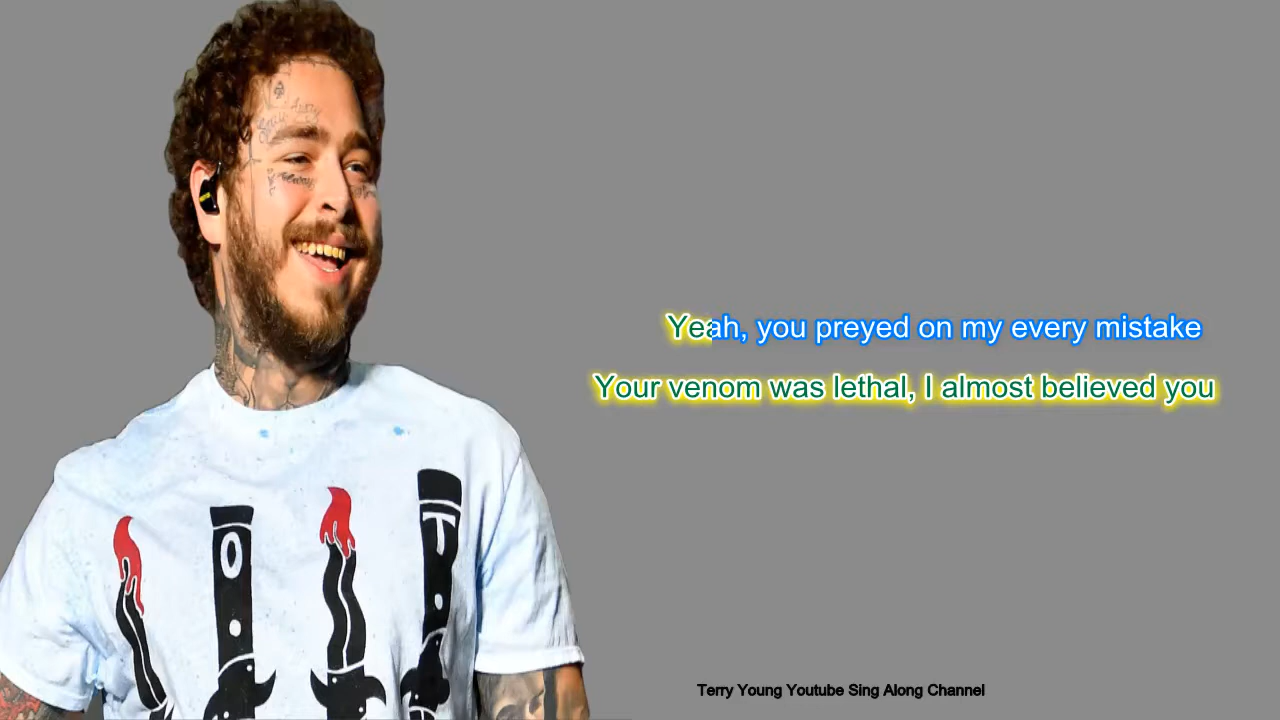 Yeah, you preyed on my every mistake
Your venom was lethal, I almost believed you
Terry Young Youtube Sing Along Channel